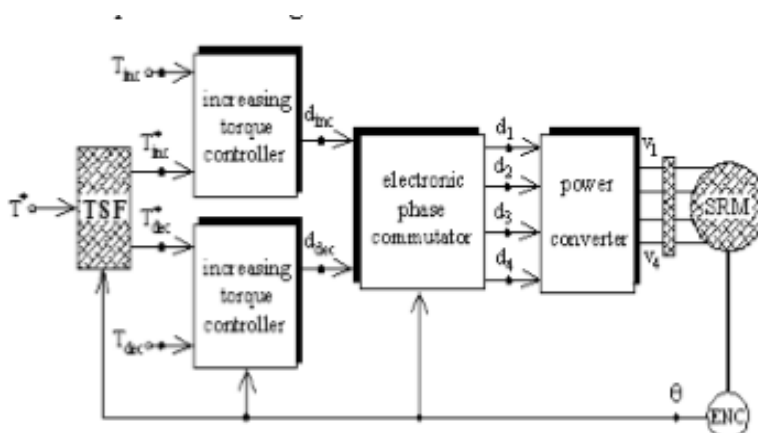 T_inc
increasing
torque
controller
d_inc
T*_inc
T*
TSF
T*_dec
increasing
torque
controller
d_dec
T_dec
electronic
phase
commutator
d_1
d_2
d_3
d_4
power
converter
v_1
v_4
SRM
θ
ENC